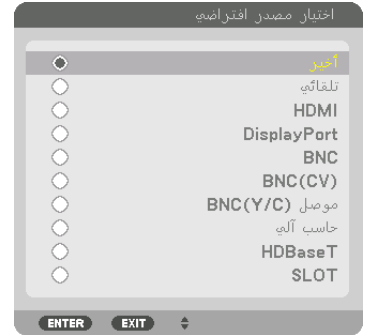 اختيار مصدر افتراضي
أخير
تلقائي
HDMI
DisplayPort
BNC
BNC(CV)
موصل BNC(Y/C)
حاسب آلي
HDBaseT
SLOT
ENTER EXIT